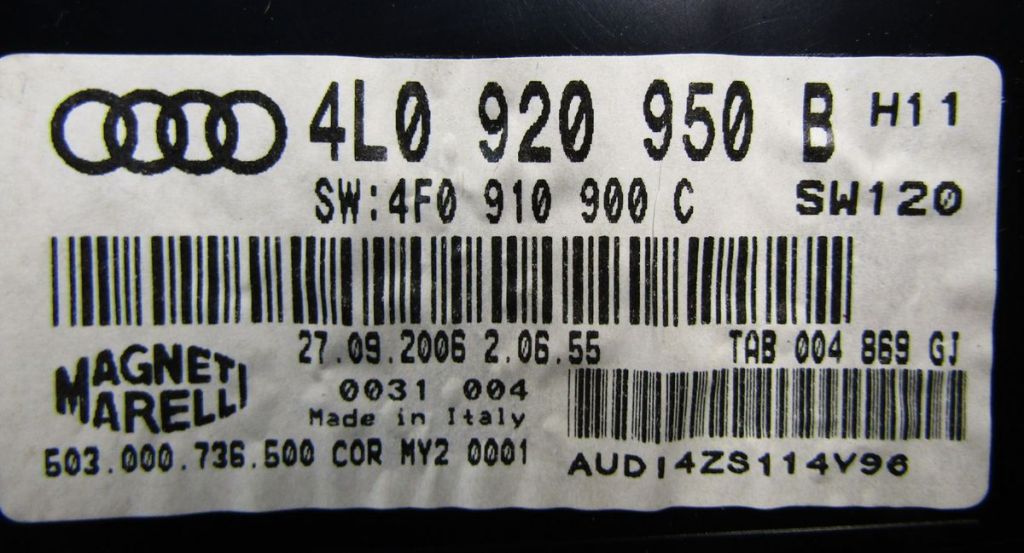 4L0 920 950 B H11
SW:4F0 910 900 C SW120
27.09.2006 2.06.55 TAB 004 869 GJ
MAGNETI MARELLI
0031 004
Made in Italy
503.000.736.500 COR MY2 0001
AUDI4ZS114V96